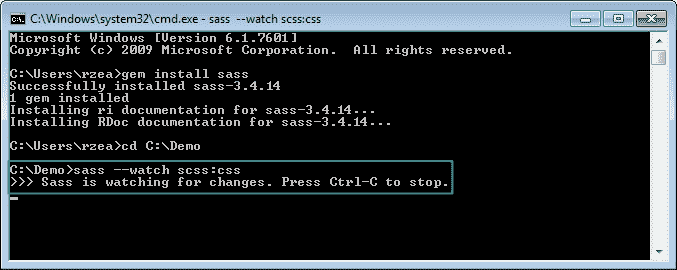 C:\Windows\system32\cmd.exe - sass --watch scss:css
Microsoft Windows [Version 6.1.7601]
Copyright (c) 2009 Microsoft Corporation.  All rights reserved.
C:\Users\rzea>gem install sass
Successfully installed sass-3.4.14
1 gem installed
Installing ri documentation for sass-3.4.14...
Installing RDoc documentation for sass-3.4.14...
C:\Users\rzea>cd C:\Demo
C:\Demo>sass --watch scss:css
>>> Sass is watching for changes. Press Ctrl-C to stop.